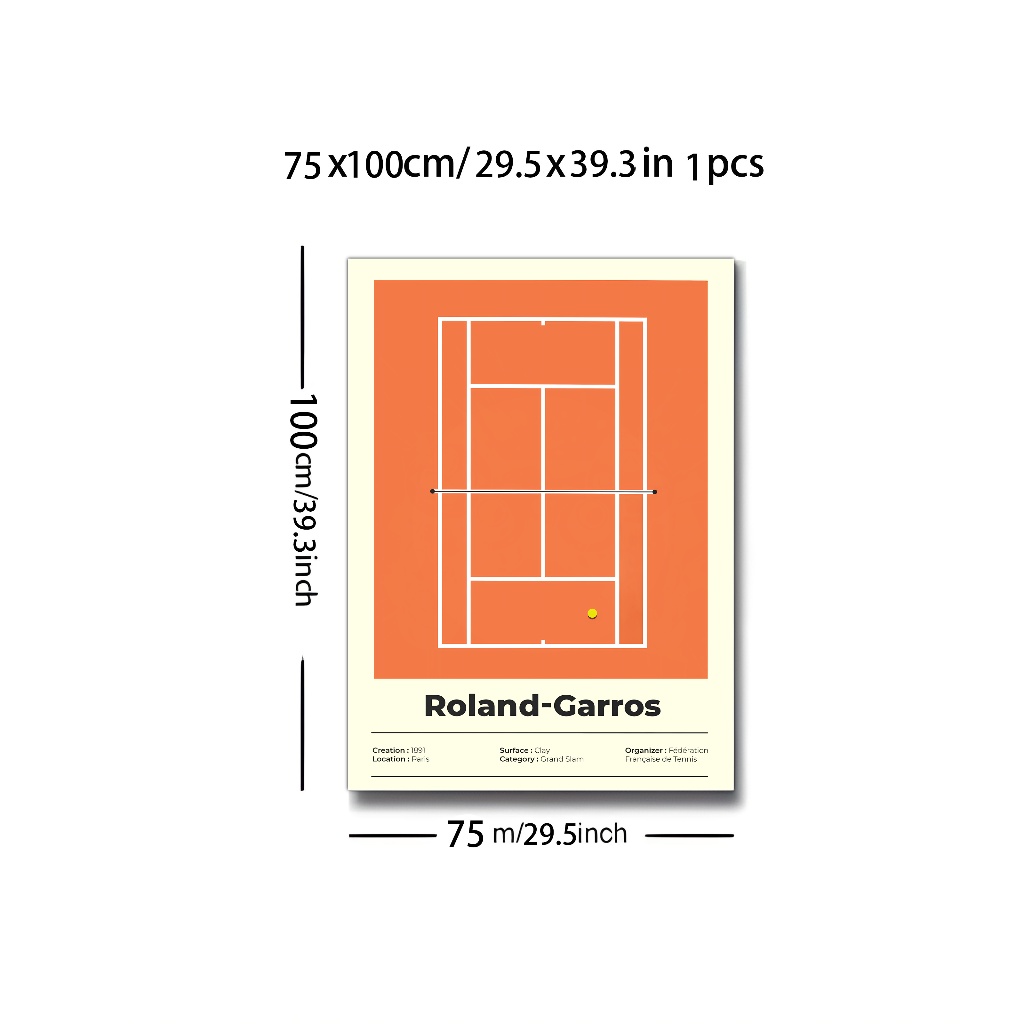 75x100cm/ 29.5x39.3in 1pcs
100cm/39.3inch
Roland-Garros
Creation : 1891
Location : Paris
Surface : Clay
Category : Grand Slam
Organizer : Fedération
Française de Tennis
75 m/29.5inch